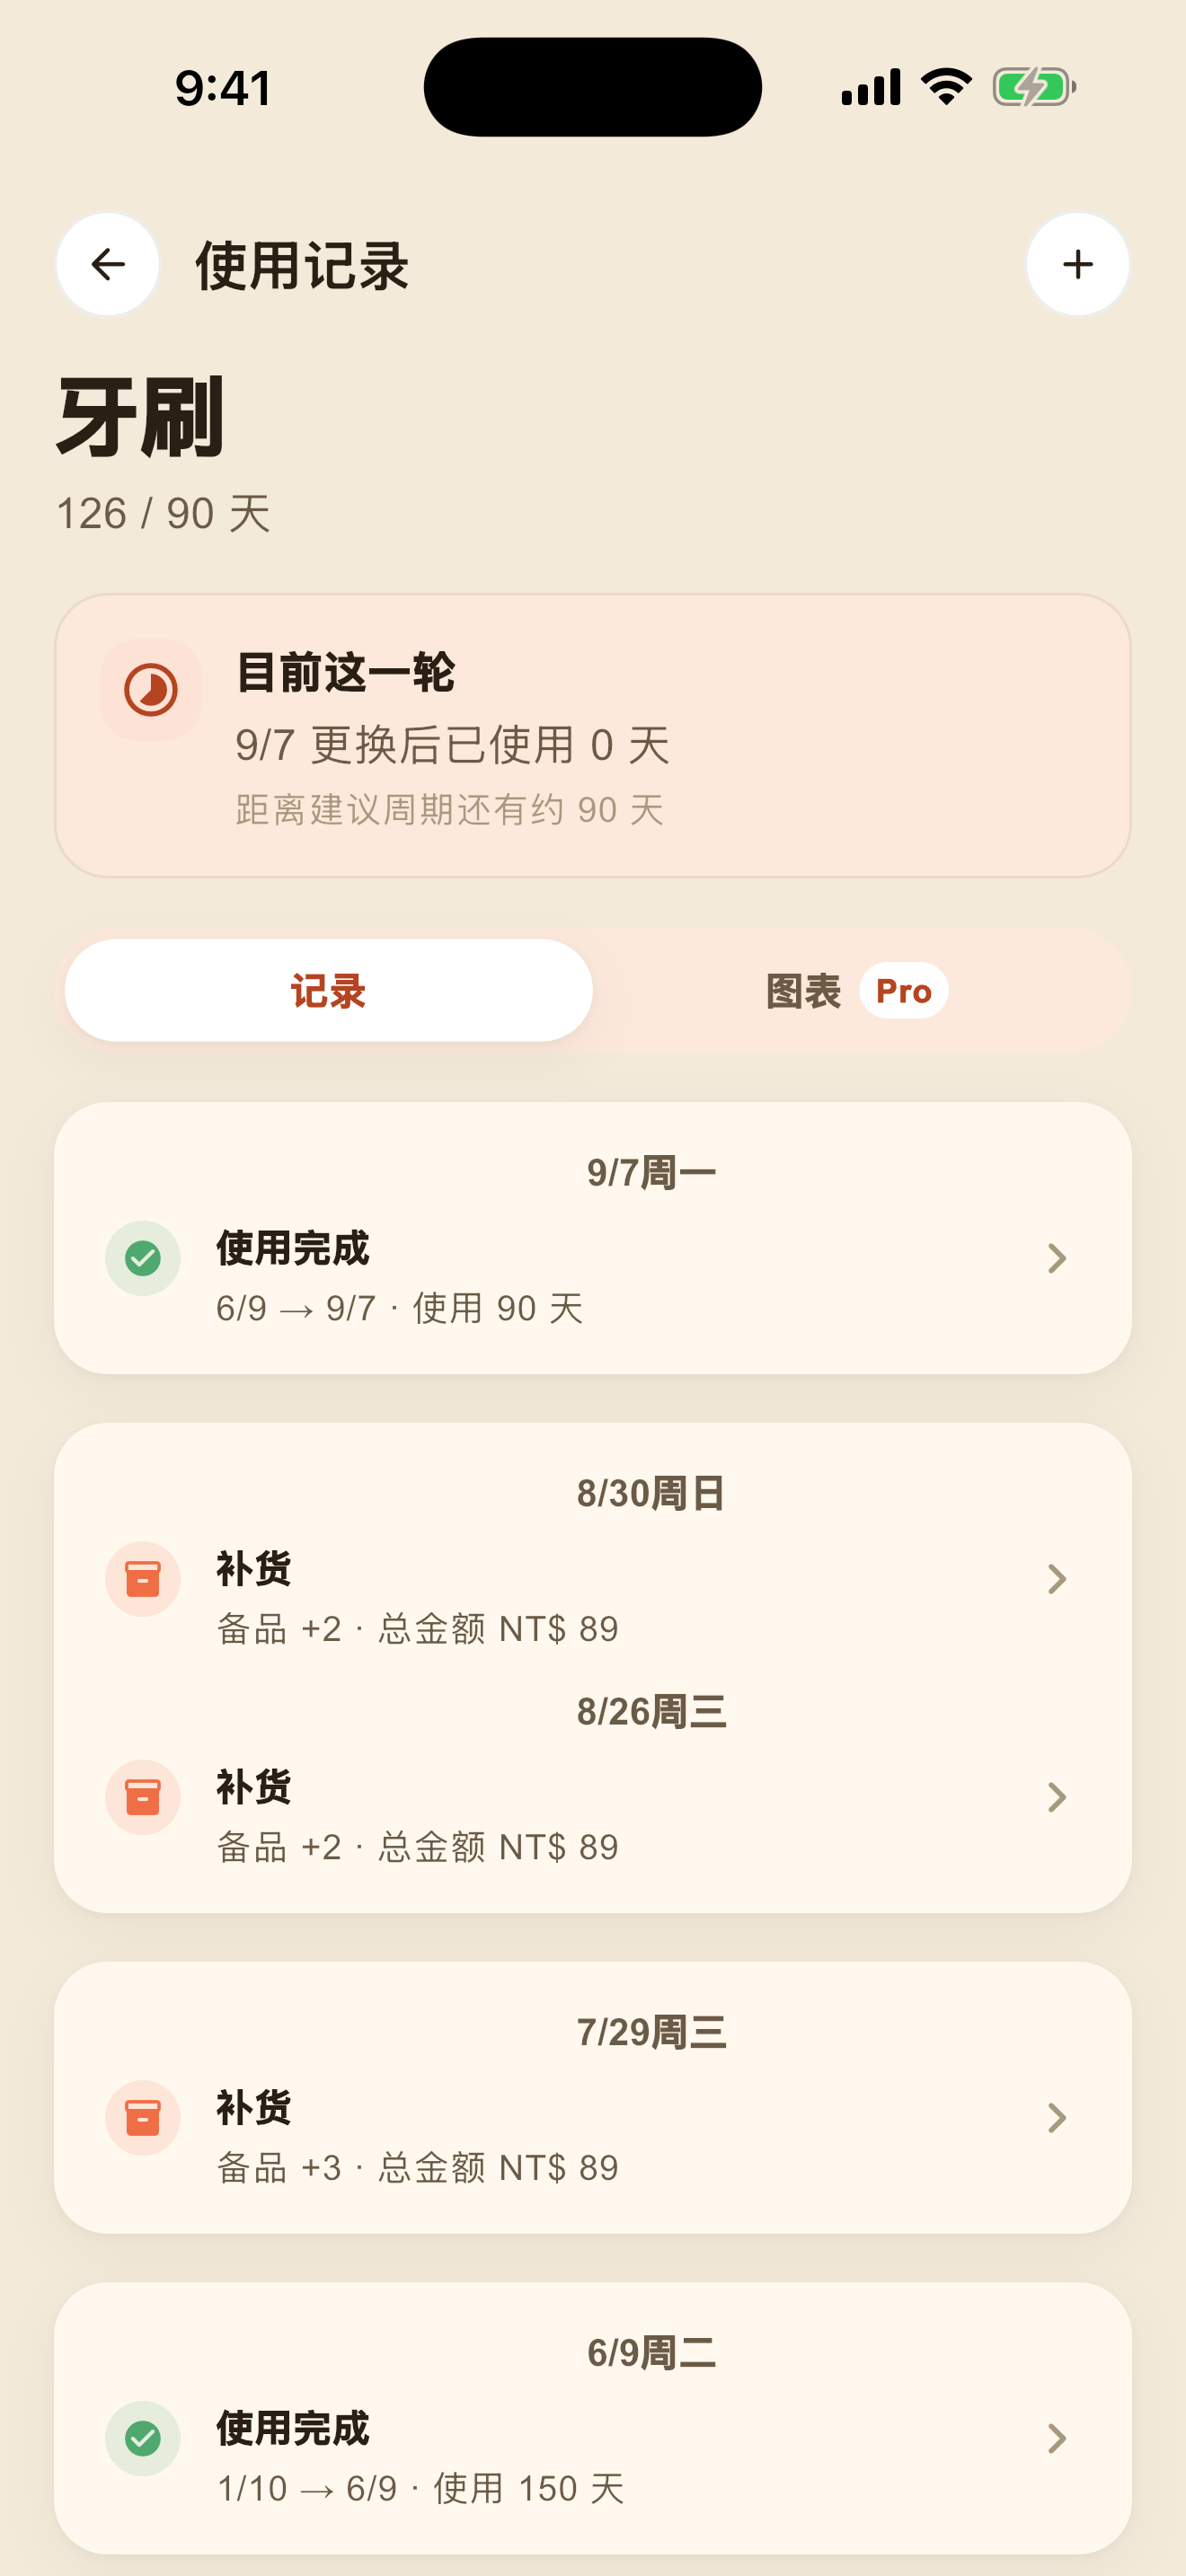 9:41
使用记录
牙刷
126 / 90 天
目前这一轮
9/7 更换后已使用 0 天
距离建议周期还有约 90 天
记录
图表 Pro
9/7周一
使用完成
6/9 → 9/7 · 使用 90 天
8/30周日
补货
备品 +2 · 总金额 NT$ 89
8/26周三
补货
备品 +2 · 总金额 NT$ 89
7/29周三
补货
备品 +3 · 总金额 NT$ 89
6/9周二
使用完成
1/10 → 6/9 · 使用 150 天